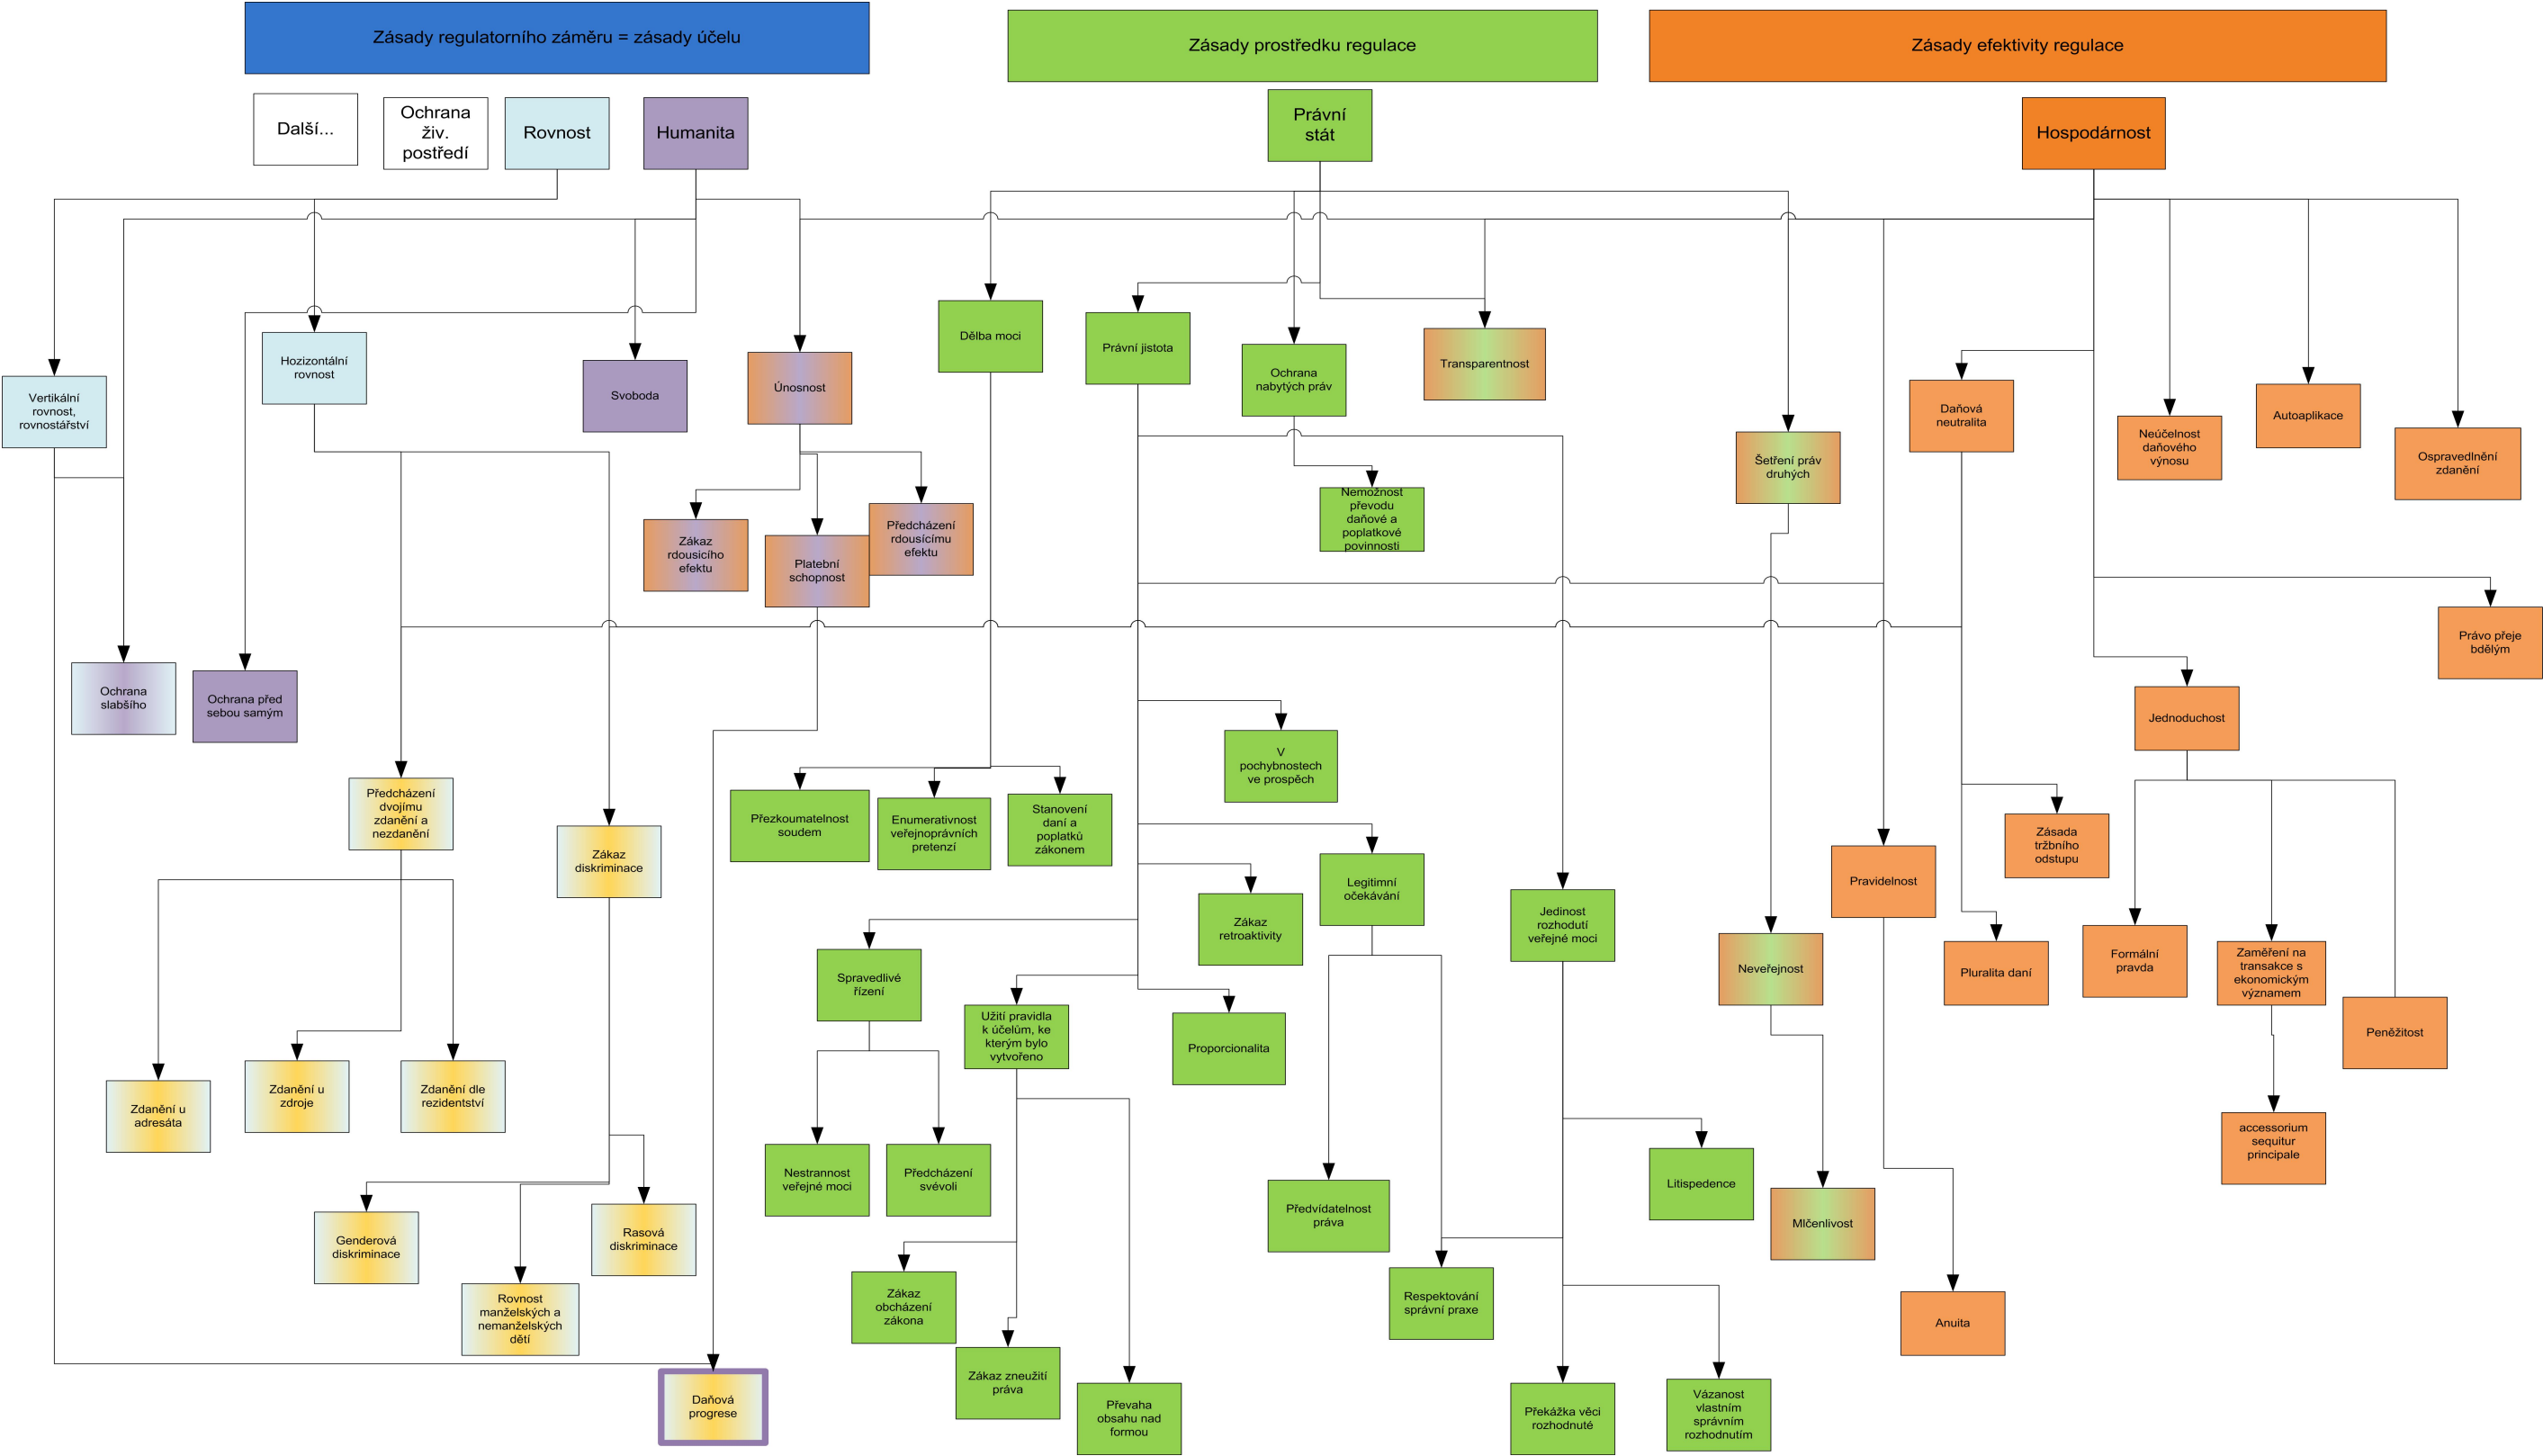 Zásady regulatorního záměru = zásady účelu
Zásady prostředku regulace
Zásady efektivity regulace
Další...
Ochrana
živ.
postředí
Rovnost
Humanita
Právní
stát
Hospodárnost
Dělba moci
Právní jistota
Ochrana
nabytých práv
Transparentnost
Hozizontální
rovnost
Svoboda
Únosnost
Vertikální
rovnost,
rovnostářství
Daňová
neutralita
Neúčelnost
daňového
výnosu
Autoaplikace
Ospravedlnění
zdanění
Šetření práv
druhých
Nemožnost
převodu
daňové a
poplatkové
povinnosti
Zákaz
rdousicího
efektu
Platební
schopnost
Předcházení
rdousícímu
efektu
Právo přeje
bdělým
Ochrana
slabšího
Ochrana před
sebou samým
Jednoduchost
V
pochybnostech
ve prospěch
Předcházení
dvojímu
zdanění a
nezdanění
Zákaz
diskriminace
Přezkoumatelnost
soudem
Enumerativnost
veřejnoprávních
pretenzí
Stanovení
daní a
poplatků
zákonem
Zásada
tržbního
odstupu
Legitimní
očekávání
Pravidelnost
Zákaz
retroaktivity
Jedinost
rozhodutí
veřejné moci
Spravedlivé
řízení
Neveřejnost
Pluralita daní
Formální
pravda
Zaměření na
transakce s
ekonomickým
významem
Peněžitost
Užití pravidla
k účelům, ke
kterým bylo
vytvořeno
Proporcionalita
Zdanění u
adresáta
Zdanění u
zdroje
Zdanění dle
rezidentství
accessorium
sequitur
principale
Nestrannost
veřejné moci
Předcházení
svévoli
Předvídatelnost
práva
Litispedence
Mlčenlivost
Genderová
diskriminace
Rovnost
manželských a
nemanželských
dětí
Rasová
diskriminace
Zákaz
obcházení
zákona
Respektování
správní praxe
Anuita
Daňová
progrese
Zákaz zneužití
práva
Převaha
obsahu nad
formou
Překážka věci
rozhodnuté
Vázanost
vlastním
správním
rozhodnutím